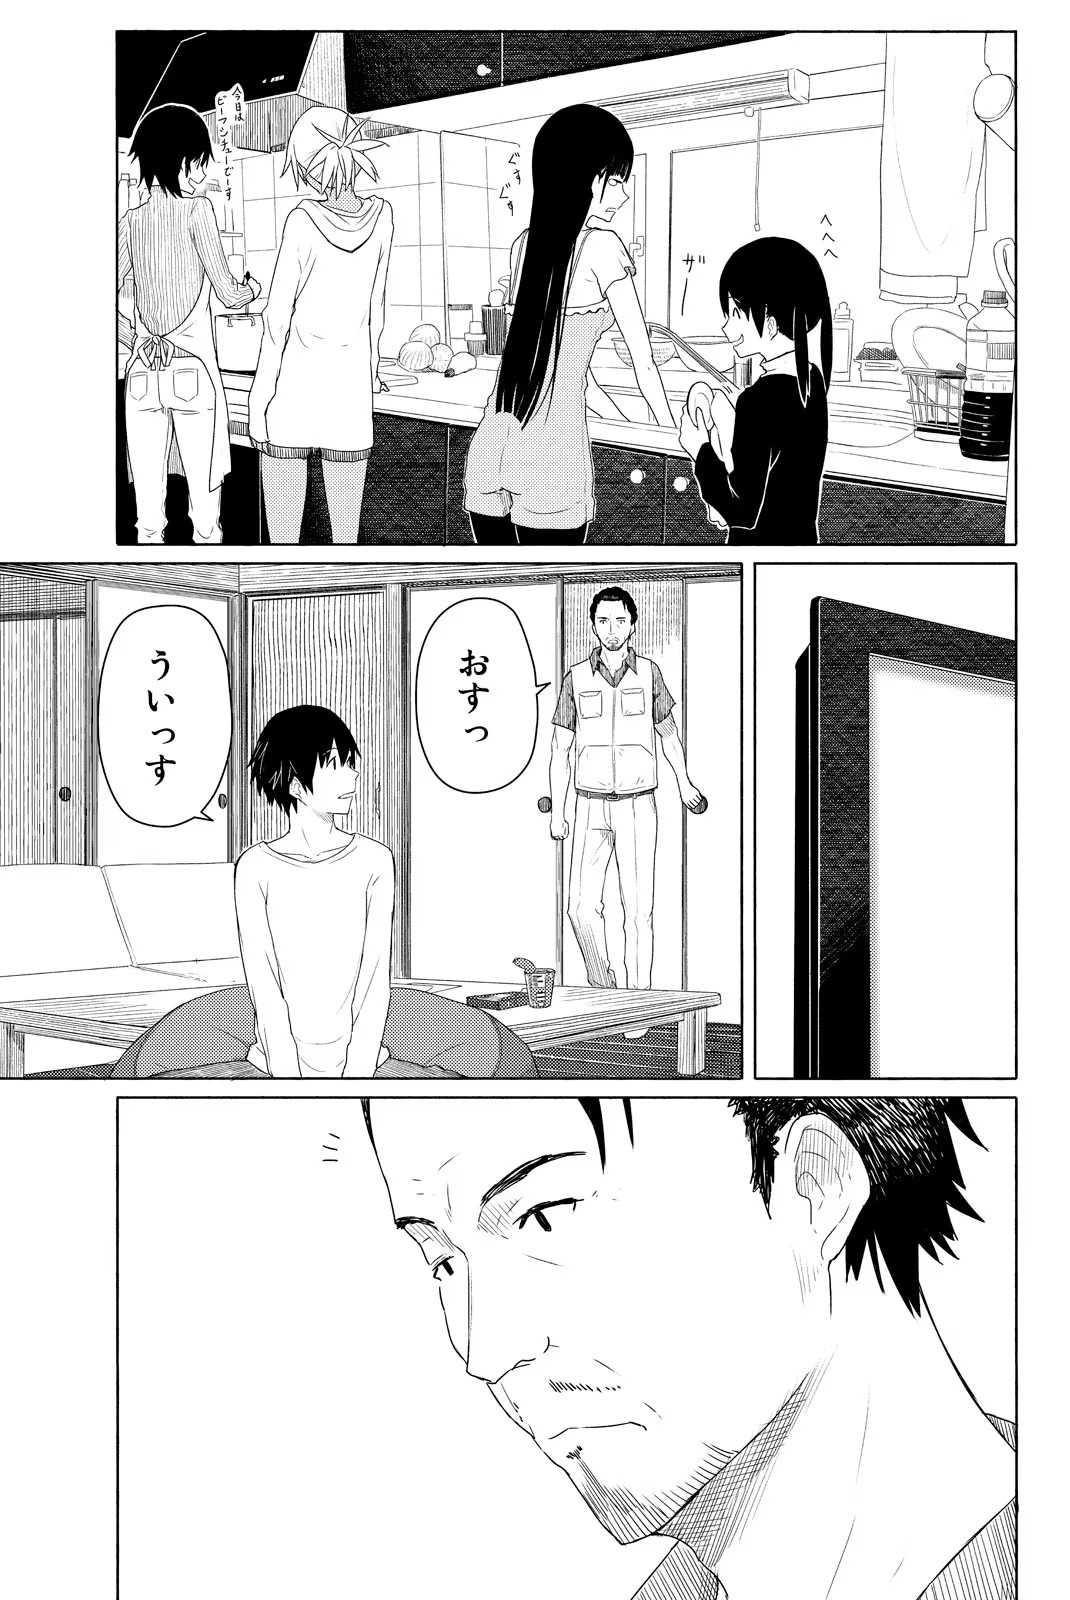 へへへ
ザー
ぐすぐす
今日は
ビーフシチューでーす
おすっ
ういっす